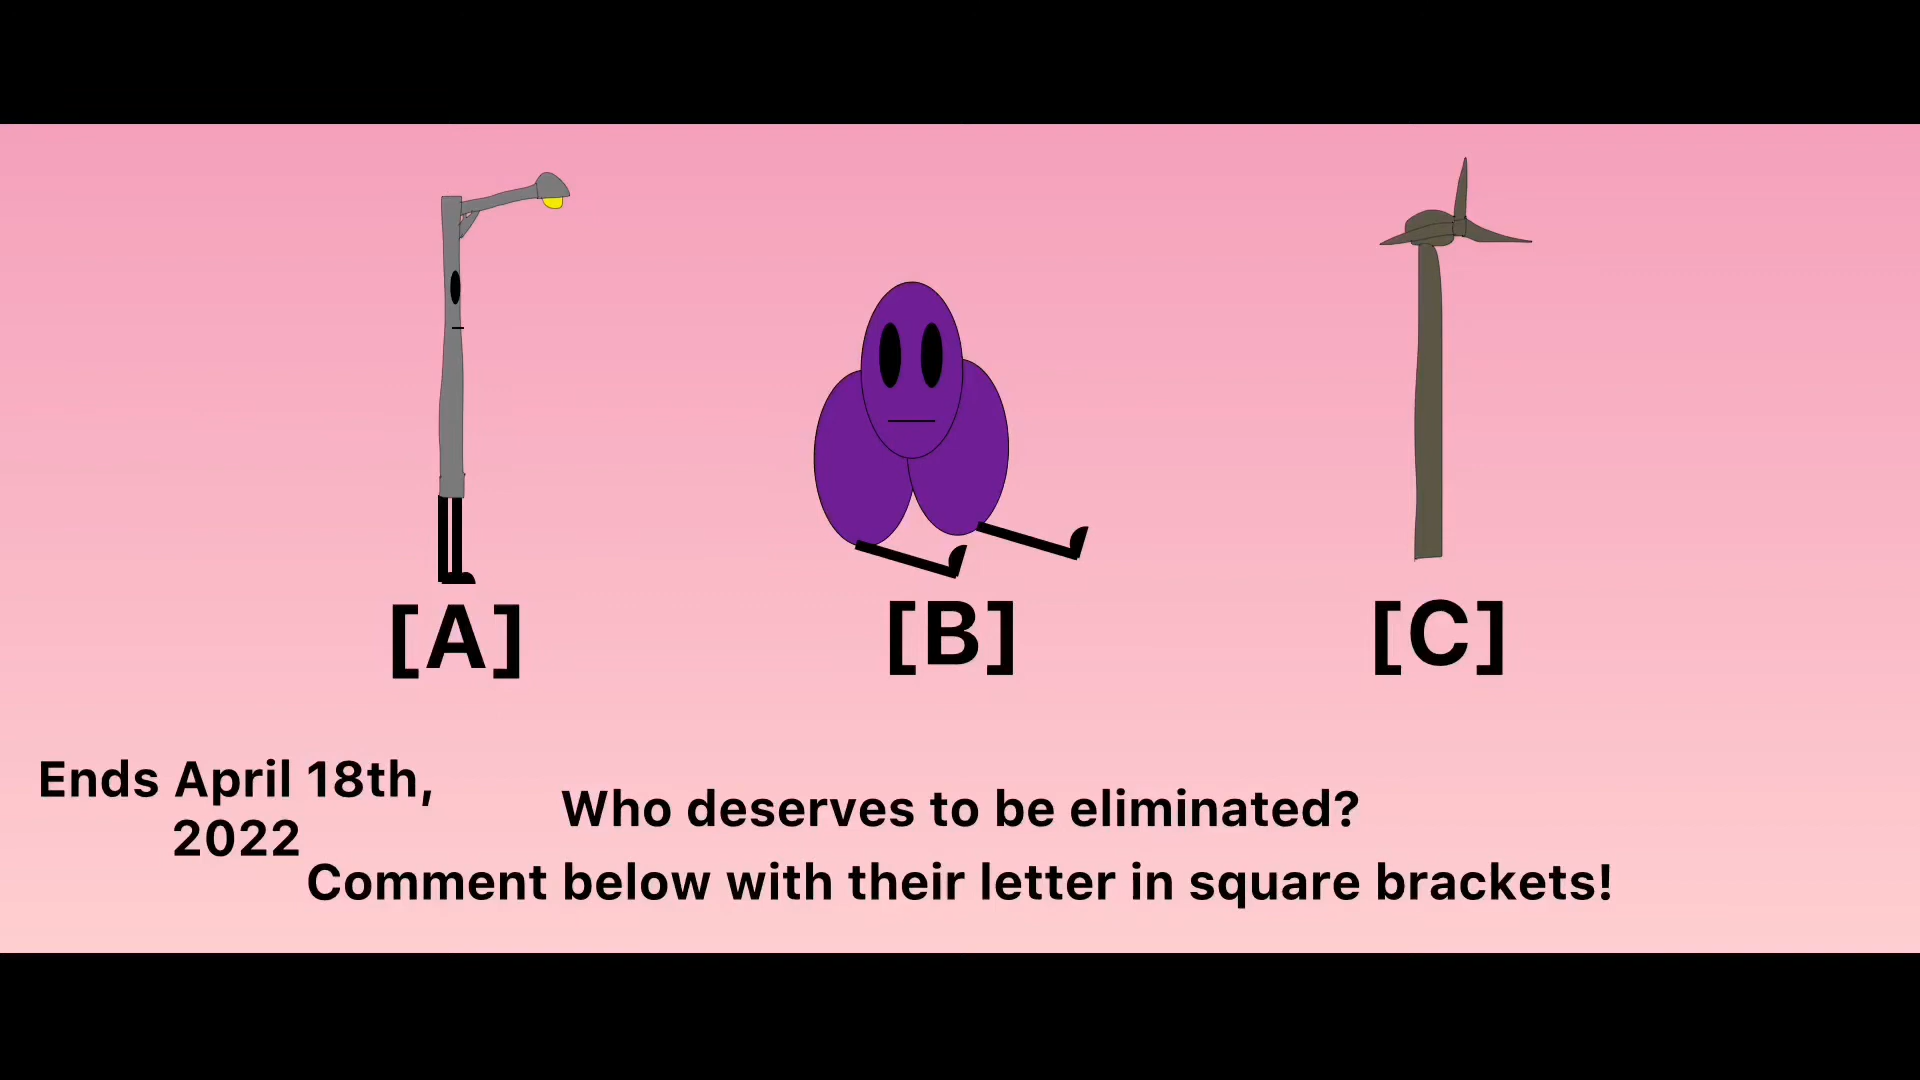 [A]
[B]
[C]
Ends April 18th,
2022
Who deserves to be eliminated?
Comment below with their letter in square brackets!